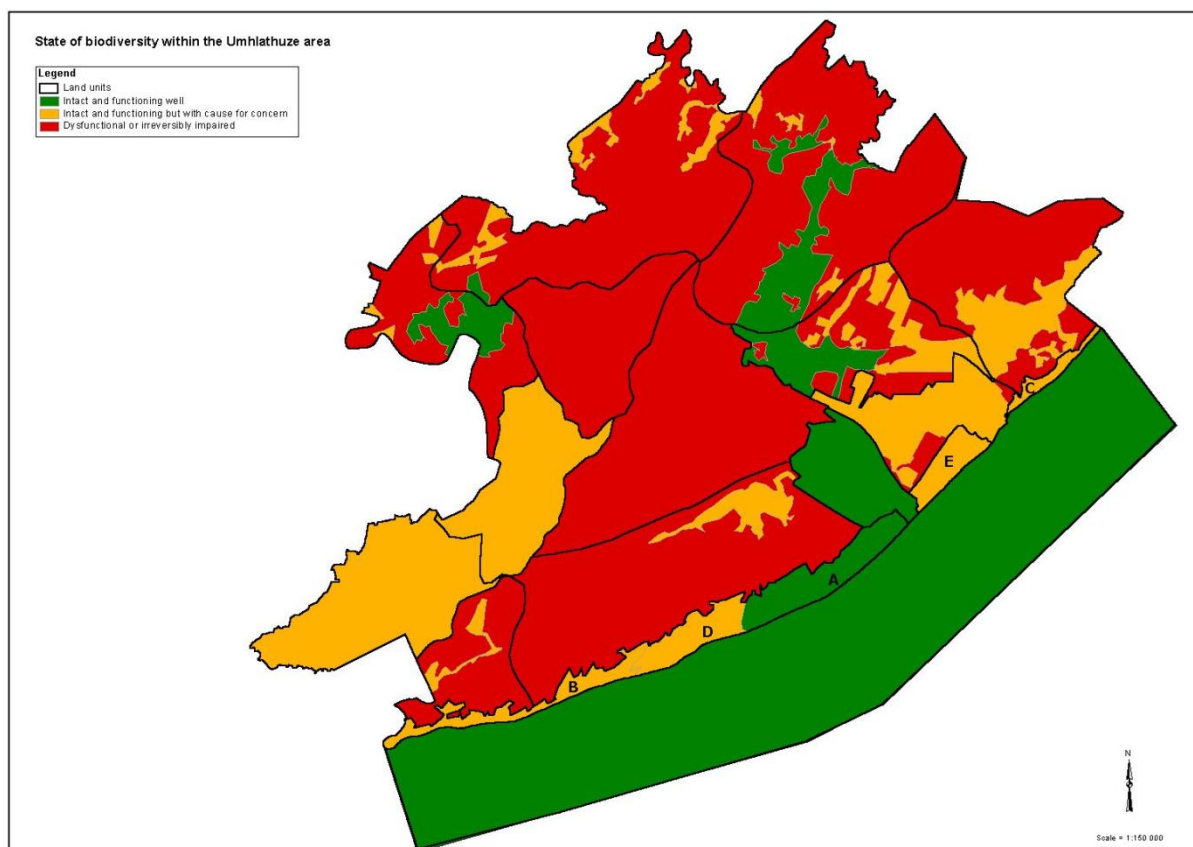 State of biodiversity within the Umhlathuze area
Legend
Land units
Intact and functioning well
Intact and functioning but with cause for concern
Dysfunctional or irreversibly impaired
C
E
A
D
B
N
Scale = 1:150 000